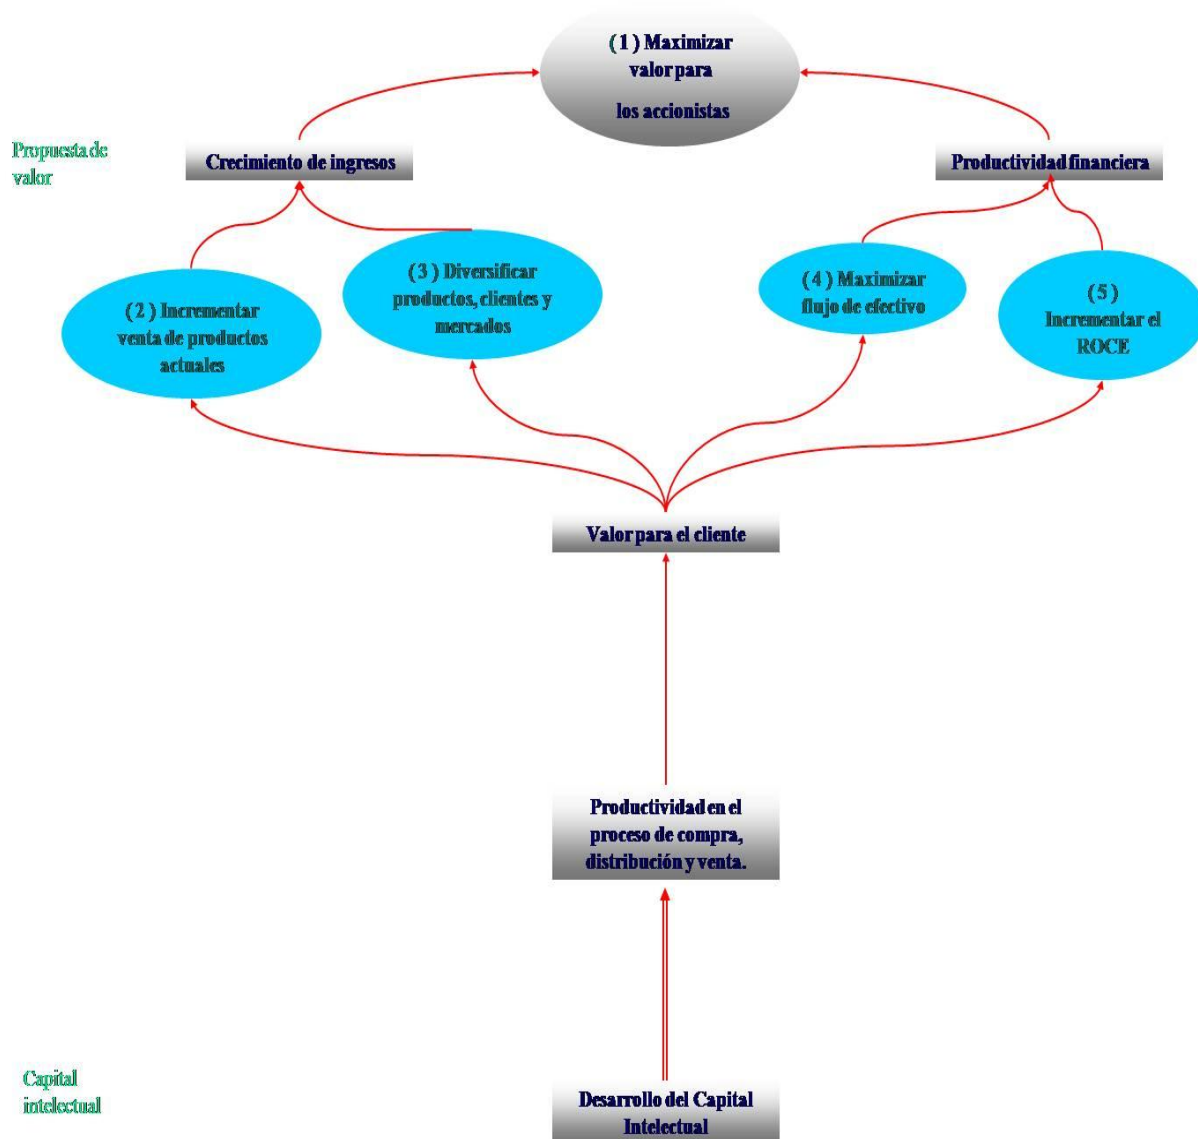 (1) Maximizar
valor para
los accionistas
Propuesta de
valor
Crecimiento de ingresos
Productividad financiera
(2) Incrementar
venta de productos
actuales
(3) Diversificar
productos, clientes y
mercados
(4) Maximizar
flujo de efectivo
(5)
Incrementar el
ROCE
Valor para el cliente
Productividad en el
proceso de compra,
distribución y venta.
Capital
intelectual
Desarrollo del Capital
Intelectual